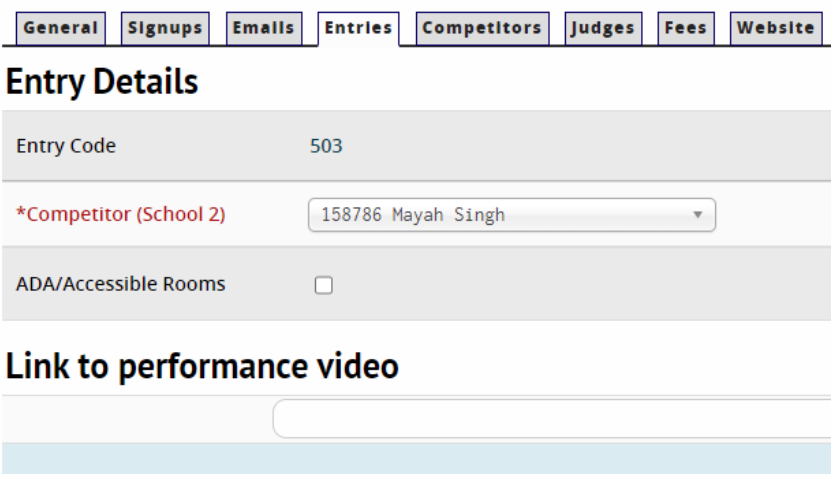 General Signups Emails Entries Competitors Judges Fees Website
Entry Details
Entry Code 503
*Competitor (School 2) 158786 Mayah Singh
ADA/Accessible Rooms
Link to performance video